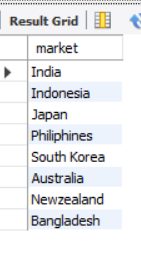 Result Grid
market
India
Indonesia
Japan
Philiphines
South Korea
Australia
Newzealand
Bangladesh